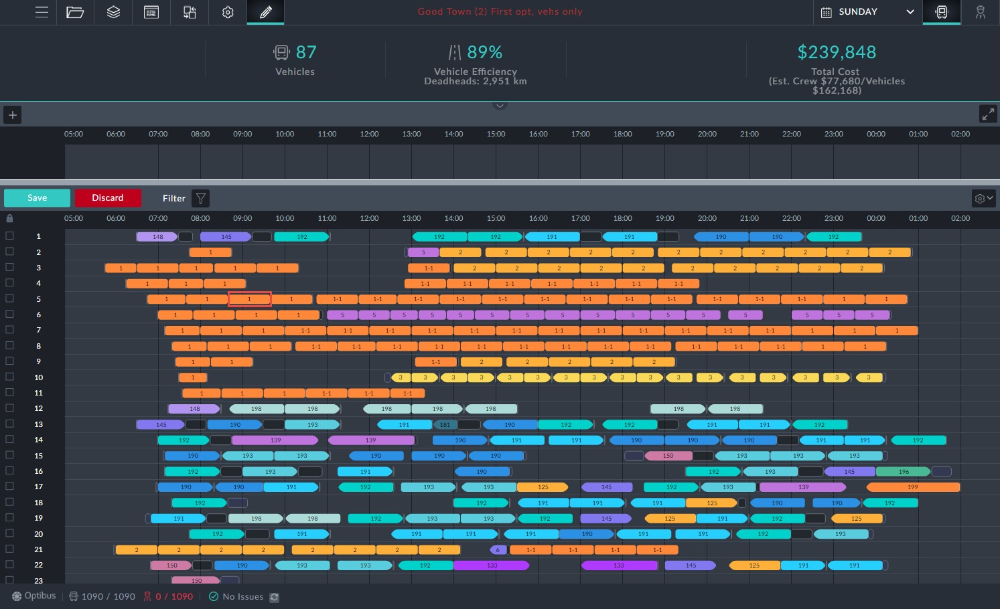 Good Town (2) First opt, vehs only
SUNDAY
87
Vehicles
89%
Vehicle Efficiency
Deadheads: 2,951 km
$239,848
Total Cost
(Est. Crew $77,680/Vehicles
$162,168)
+
05:00 06:00 07:00 08:00 09:00 10:00 11:00 12:00 13:00 14:00 15:00 16:00 17:00 18:00 19:00 20:00 21:00 22:00 23:00 00:00 01:00 02:00
Save Discard Filter
05:00 06:00 07:00 08:00 09:00 10:00 11:00 12:00 13:00 14:00 15:00 16:00 17:00 18:00 19:00 20:00 21:00 22:00 23:00 00:00 01:00 02:00
1 148 145 192 192 192 191 191 190 190 192
2 1 5 2 2 2 2 2 2 2 2 2 2 2
3 1 1 1 1 1 1-1 2 2 2 2 2 2 2 2 2 2
4 1 1 1 1-1 1-1 1-1 1-1 1-1 1-1 1-1
5 1 1 1 1 1-1 1-1 1-1 1-1 1-1 1-1 1-1 1-1 1-1 1-1 1-1 1-1 1 1
6 1 1 1 1 5 5 5 5 5 5 5 5 5 5 5 5 5 5 5
7 1 1 1 1-1 1-1 1-1 1-1 1-1 1-1 1-1 1-1 1-1 1-1 1-1 1-1 1 1 1
8 1 1 1 1-1 1-1 1-1 1-1 1-1 1-1 1-1 1-1 1-1 1-1 1-1 1-1 1 1
9 1 1 1-1 2 2 2 2 2
10 1 3 3 3 3 3 3 3 3 3 3 3 3 3 3 3 3 3
11 1 1 1 1-1 1-1 1-1
12 148 198 198 198 198 198 198 198
13 145 190 193 191 181 190 192 192 191 191 192
14 192 139 139 190 191 191 190 190 190 191 191 192
15 190 193 193 190 190 190 150 193 193 193
16 192 193 191 190 192 193 145 196
17 190 190 191 192 193 193 125 145 192 193 139 199
18 192 192 191 191 191 125 190 190 192
19 191 198 198 192 193 193 192 145 125 191 192 125
20 192 191 191 191 191 190 191 191 192 193
21 2 2 2 2 2 2 2 2 6 1-1 1-1 1-1 1-1
22 150 190 193 193 192 133 133 145 125 191 191
23 150
Optibus 1090 / 1090 0 / 1090 No Issues